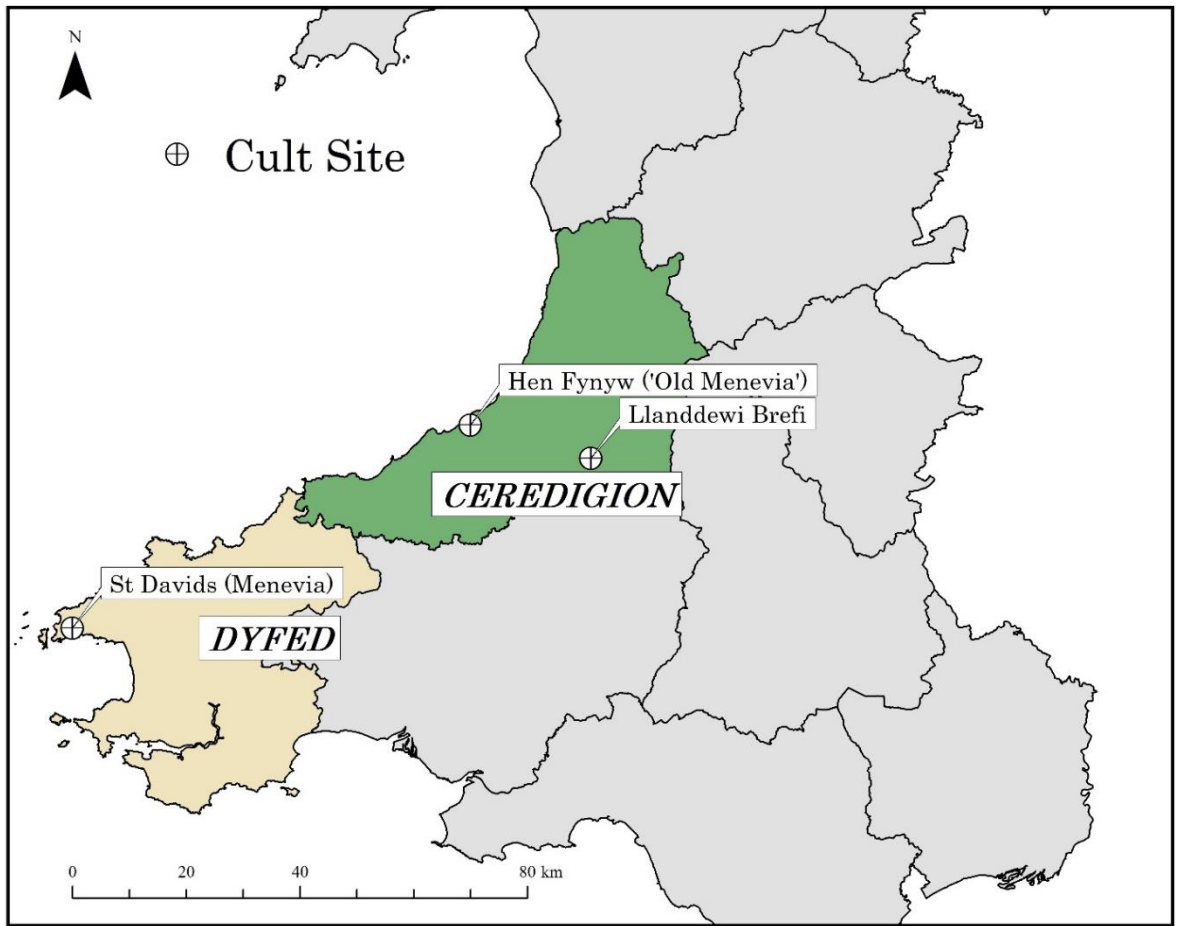 N
Cult Site
Hen Fynyw ('Old Menevia')
Llanddewi Brefi
CEREDIGION
St Davids (Menevia)
DYFED
0 20 40 80 km